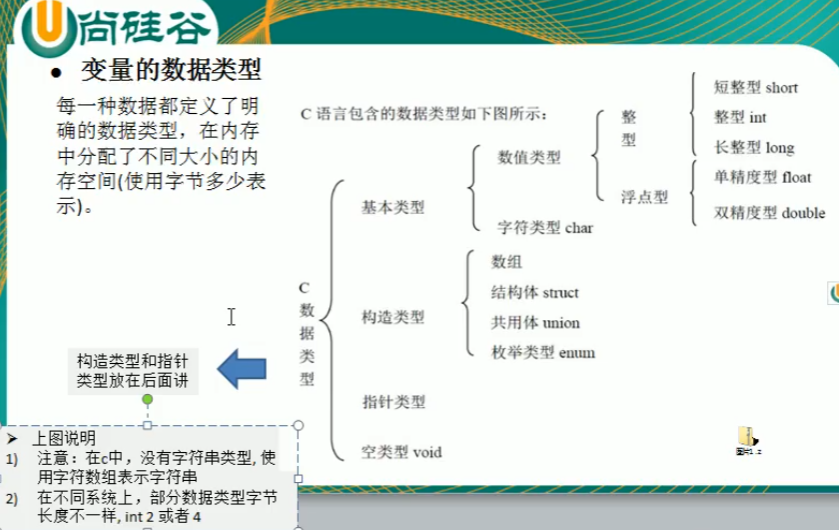 尚硅谷
• 变量的数据类型
每一种数据都定义了明
确的数据类型，在内存
中分配了不同大小的内
存空间(使用字节多少表
示)。
C 语言包含的数据类型如下图所示：
C
数
据
类
型
基本类型
数值类型
整
型
短整型 short
整型 int
长整型 long
浮点型
单精度型 float
双精度型 double
字符类型 char
构造类型
数组
结构体 struct
共用体 union
枚举类型 enum
指针类型
空类型 void
构造类型和指针
类型放在后面讲
➢ 上图说明
1) 注意：在c中，没有字符串类型, 使
用字符数组表示字符串
2) 在不同系统上，部分数据类型字节
长度不一样, int 2 或者 4